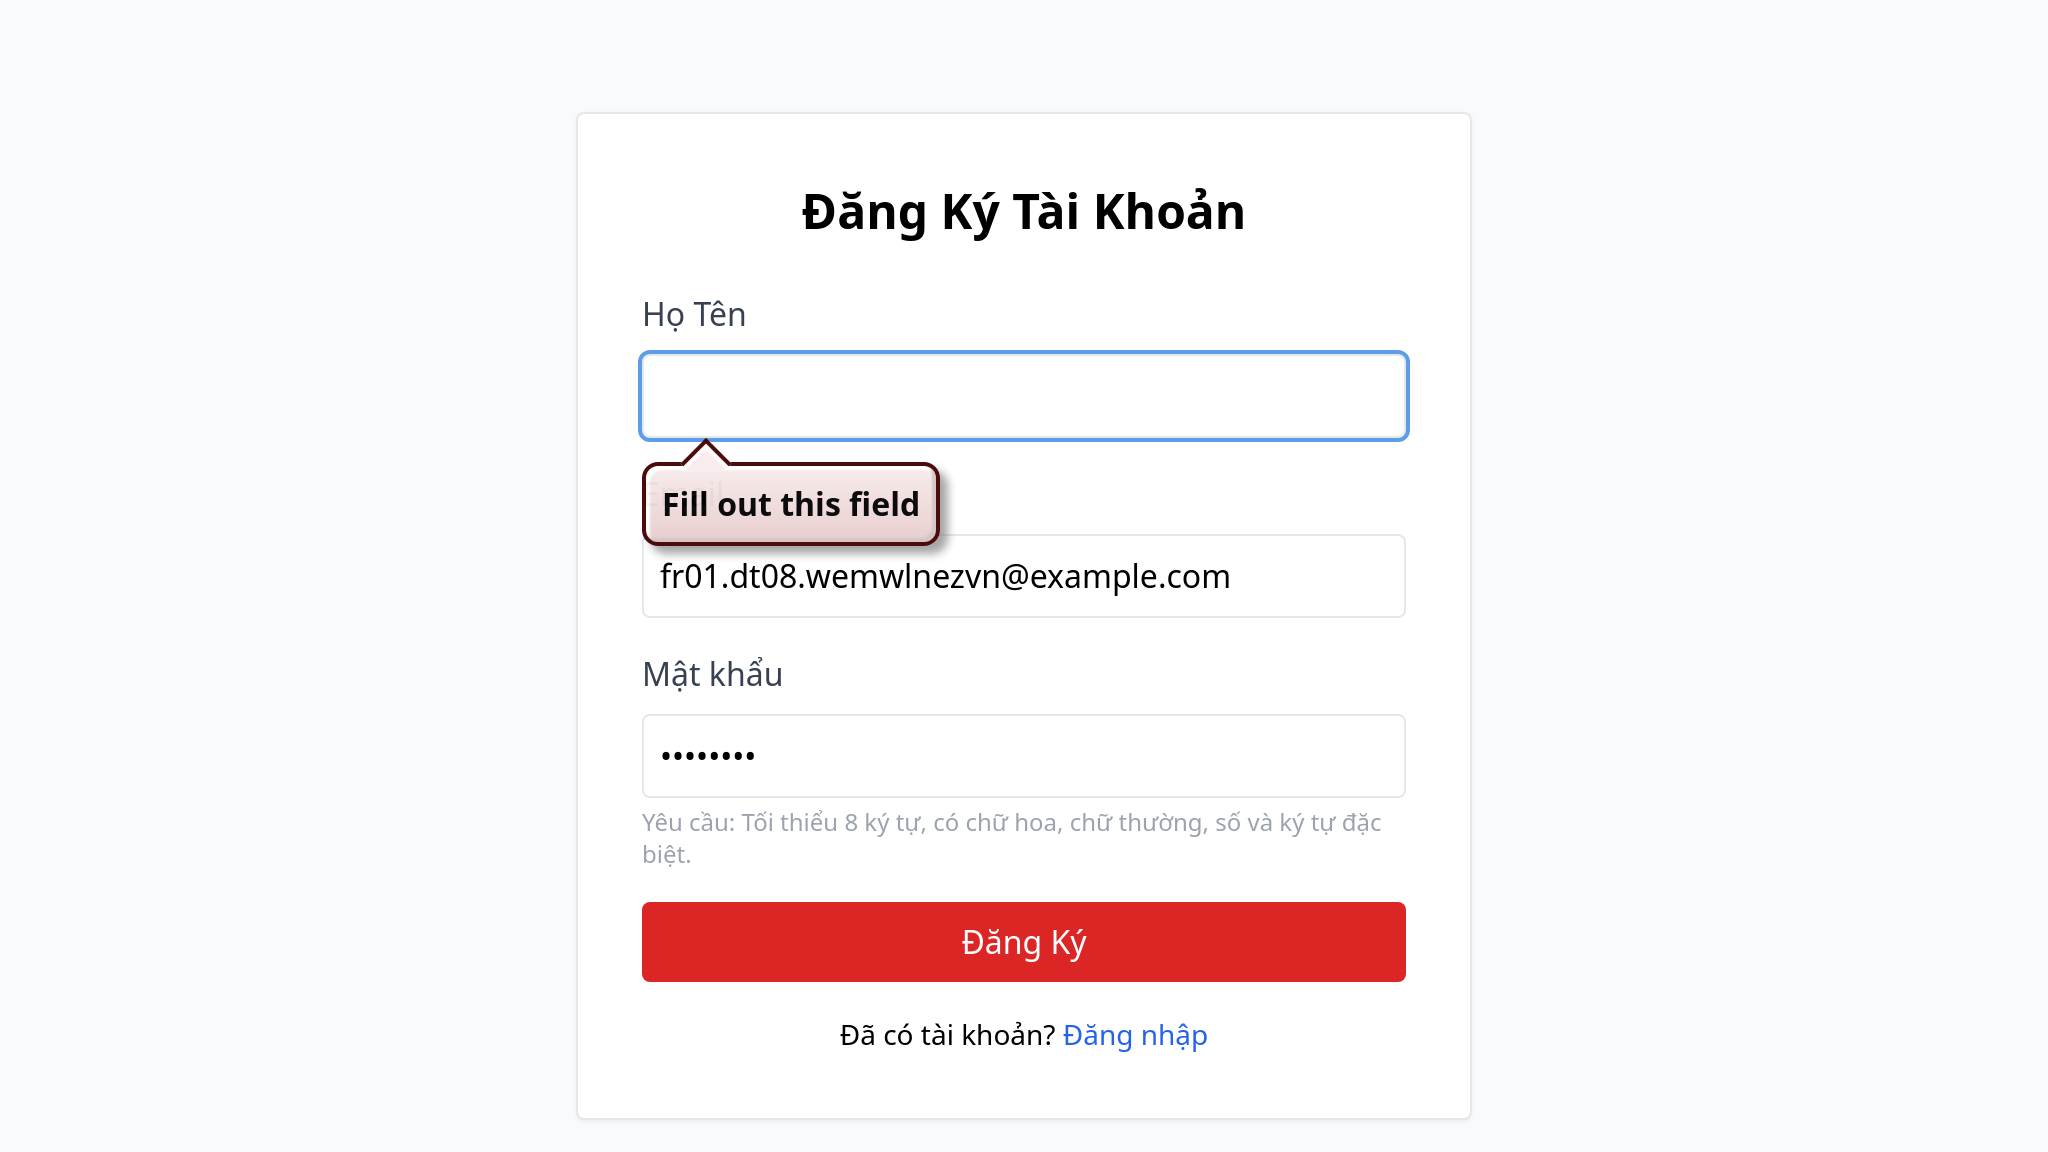 Đăng Ký Tài Khoản
Họ Tên
Fill out this field
Email
fr01.dt08.wemwlnezvn@example.com
Mật khẩu
••••••••
Yêu cầu: Tối thiểu 8 ký tự, có chữ hoa, chữ thường, số và ký tự đặc
biệt.
Đăng Ký
Đã có tài khoản? Đăng nhập